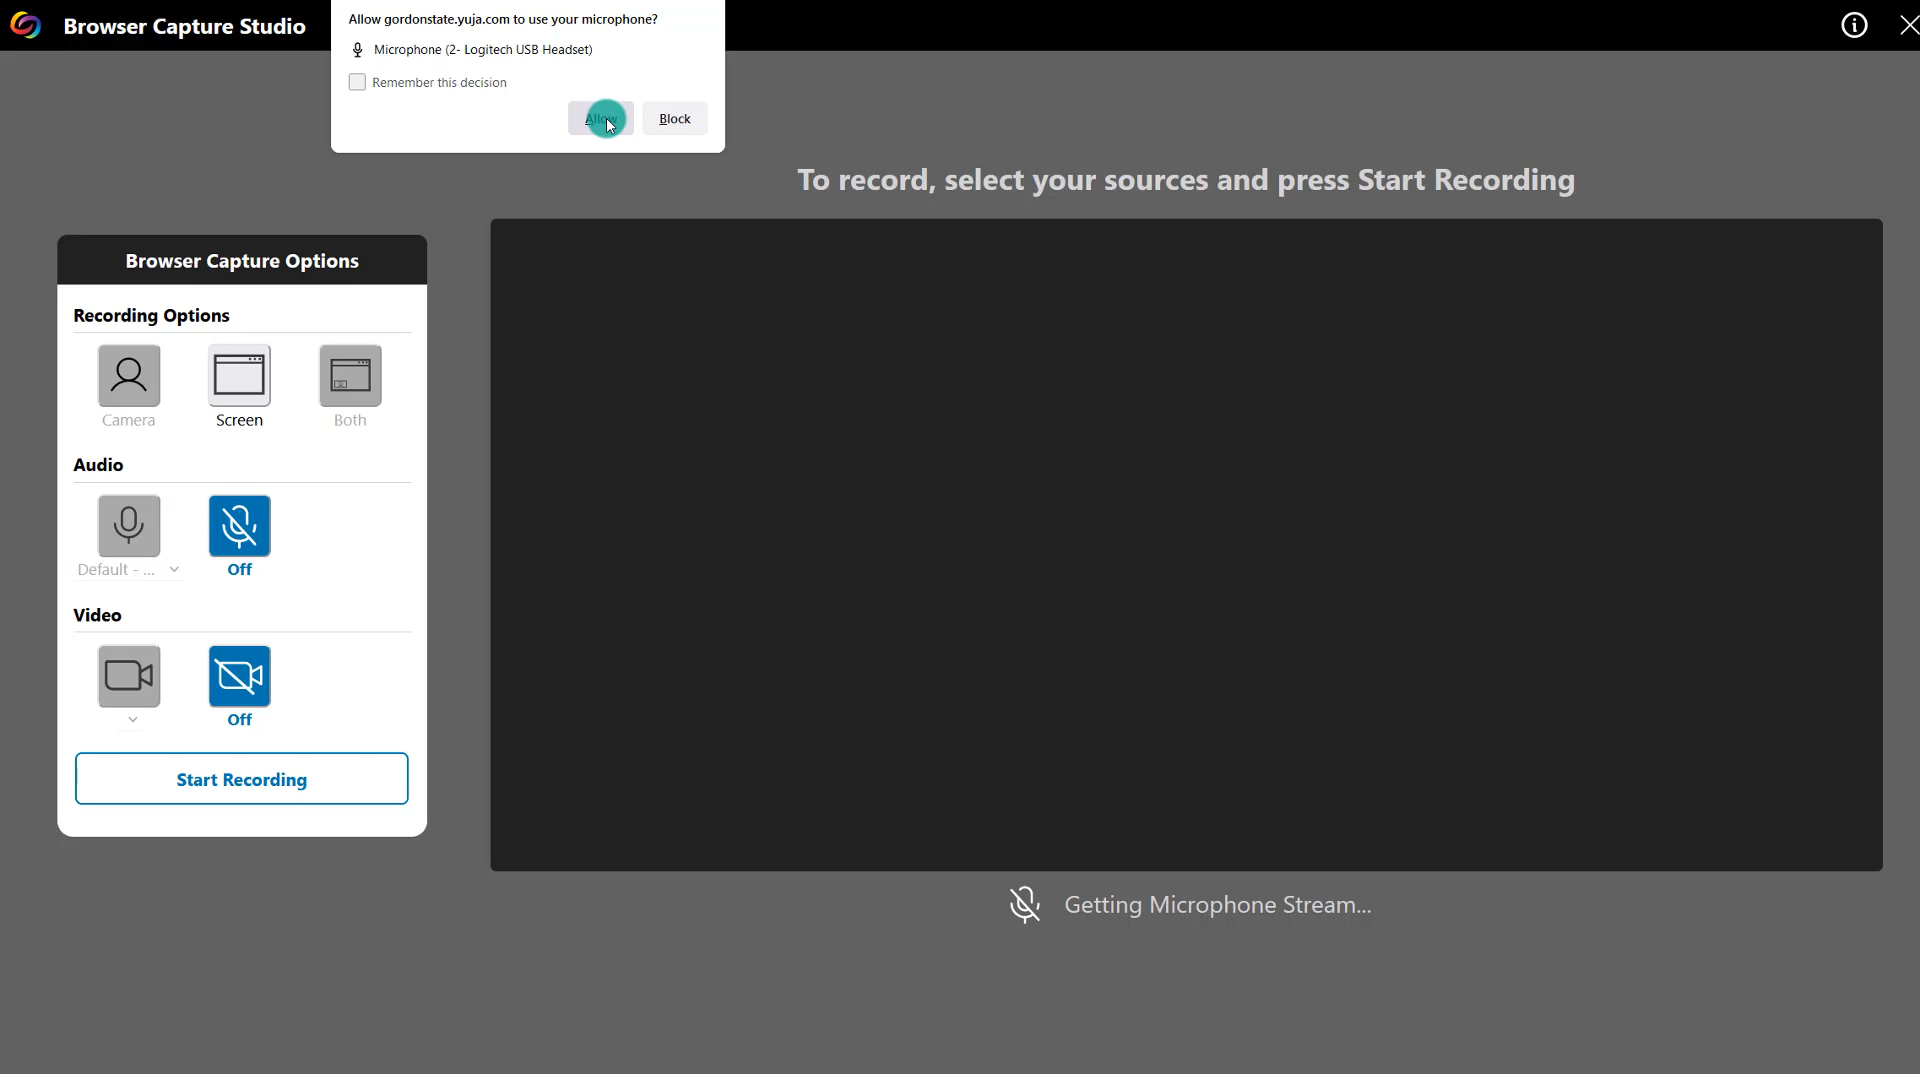 Browser Capture Studio
Allow gordonstate.yuja.com to use your microphone?
Microphone (2- Logitech USB Headset)
Remember this decision
Allow
Block
To record, select your sources and press Start Recording
Browser Capture Options
Recording Options
Camera
Screen
Both
Audio
Default - ...
Off
Video
Off
Start Recording
Getting Microphone Stream...